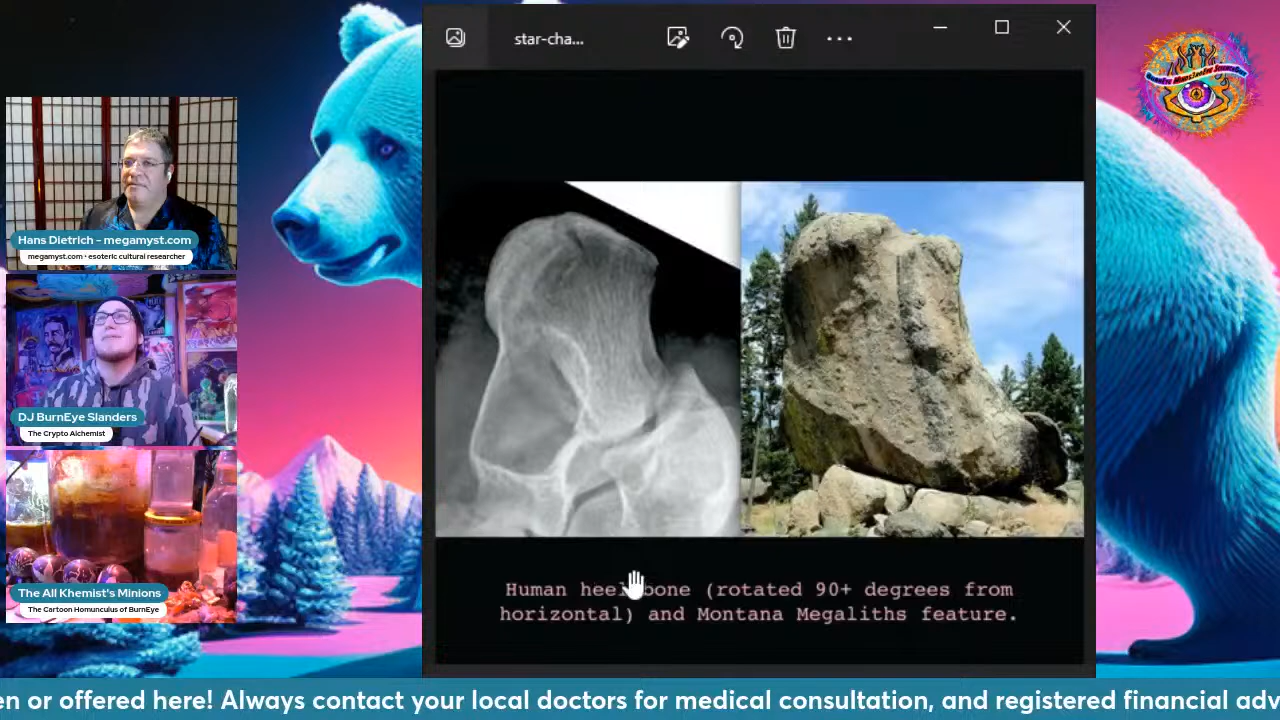 star-cha...
Hans Dietrich - megamyst.com
megamyst.com • esoteric cultural researcher
DJ BurnEye Slanders
The Crypto Alchemist
The All Khemist's Minions
The Cartoon Homunculus of BurnEye
Human heel bone (rotated 90+ degrees from
horizontal) and Montana Megaliths feature.
en or offered here! Always contact your local doctors for medical consultation, and registered financial adv